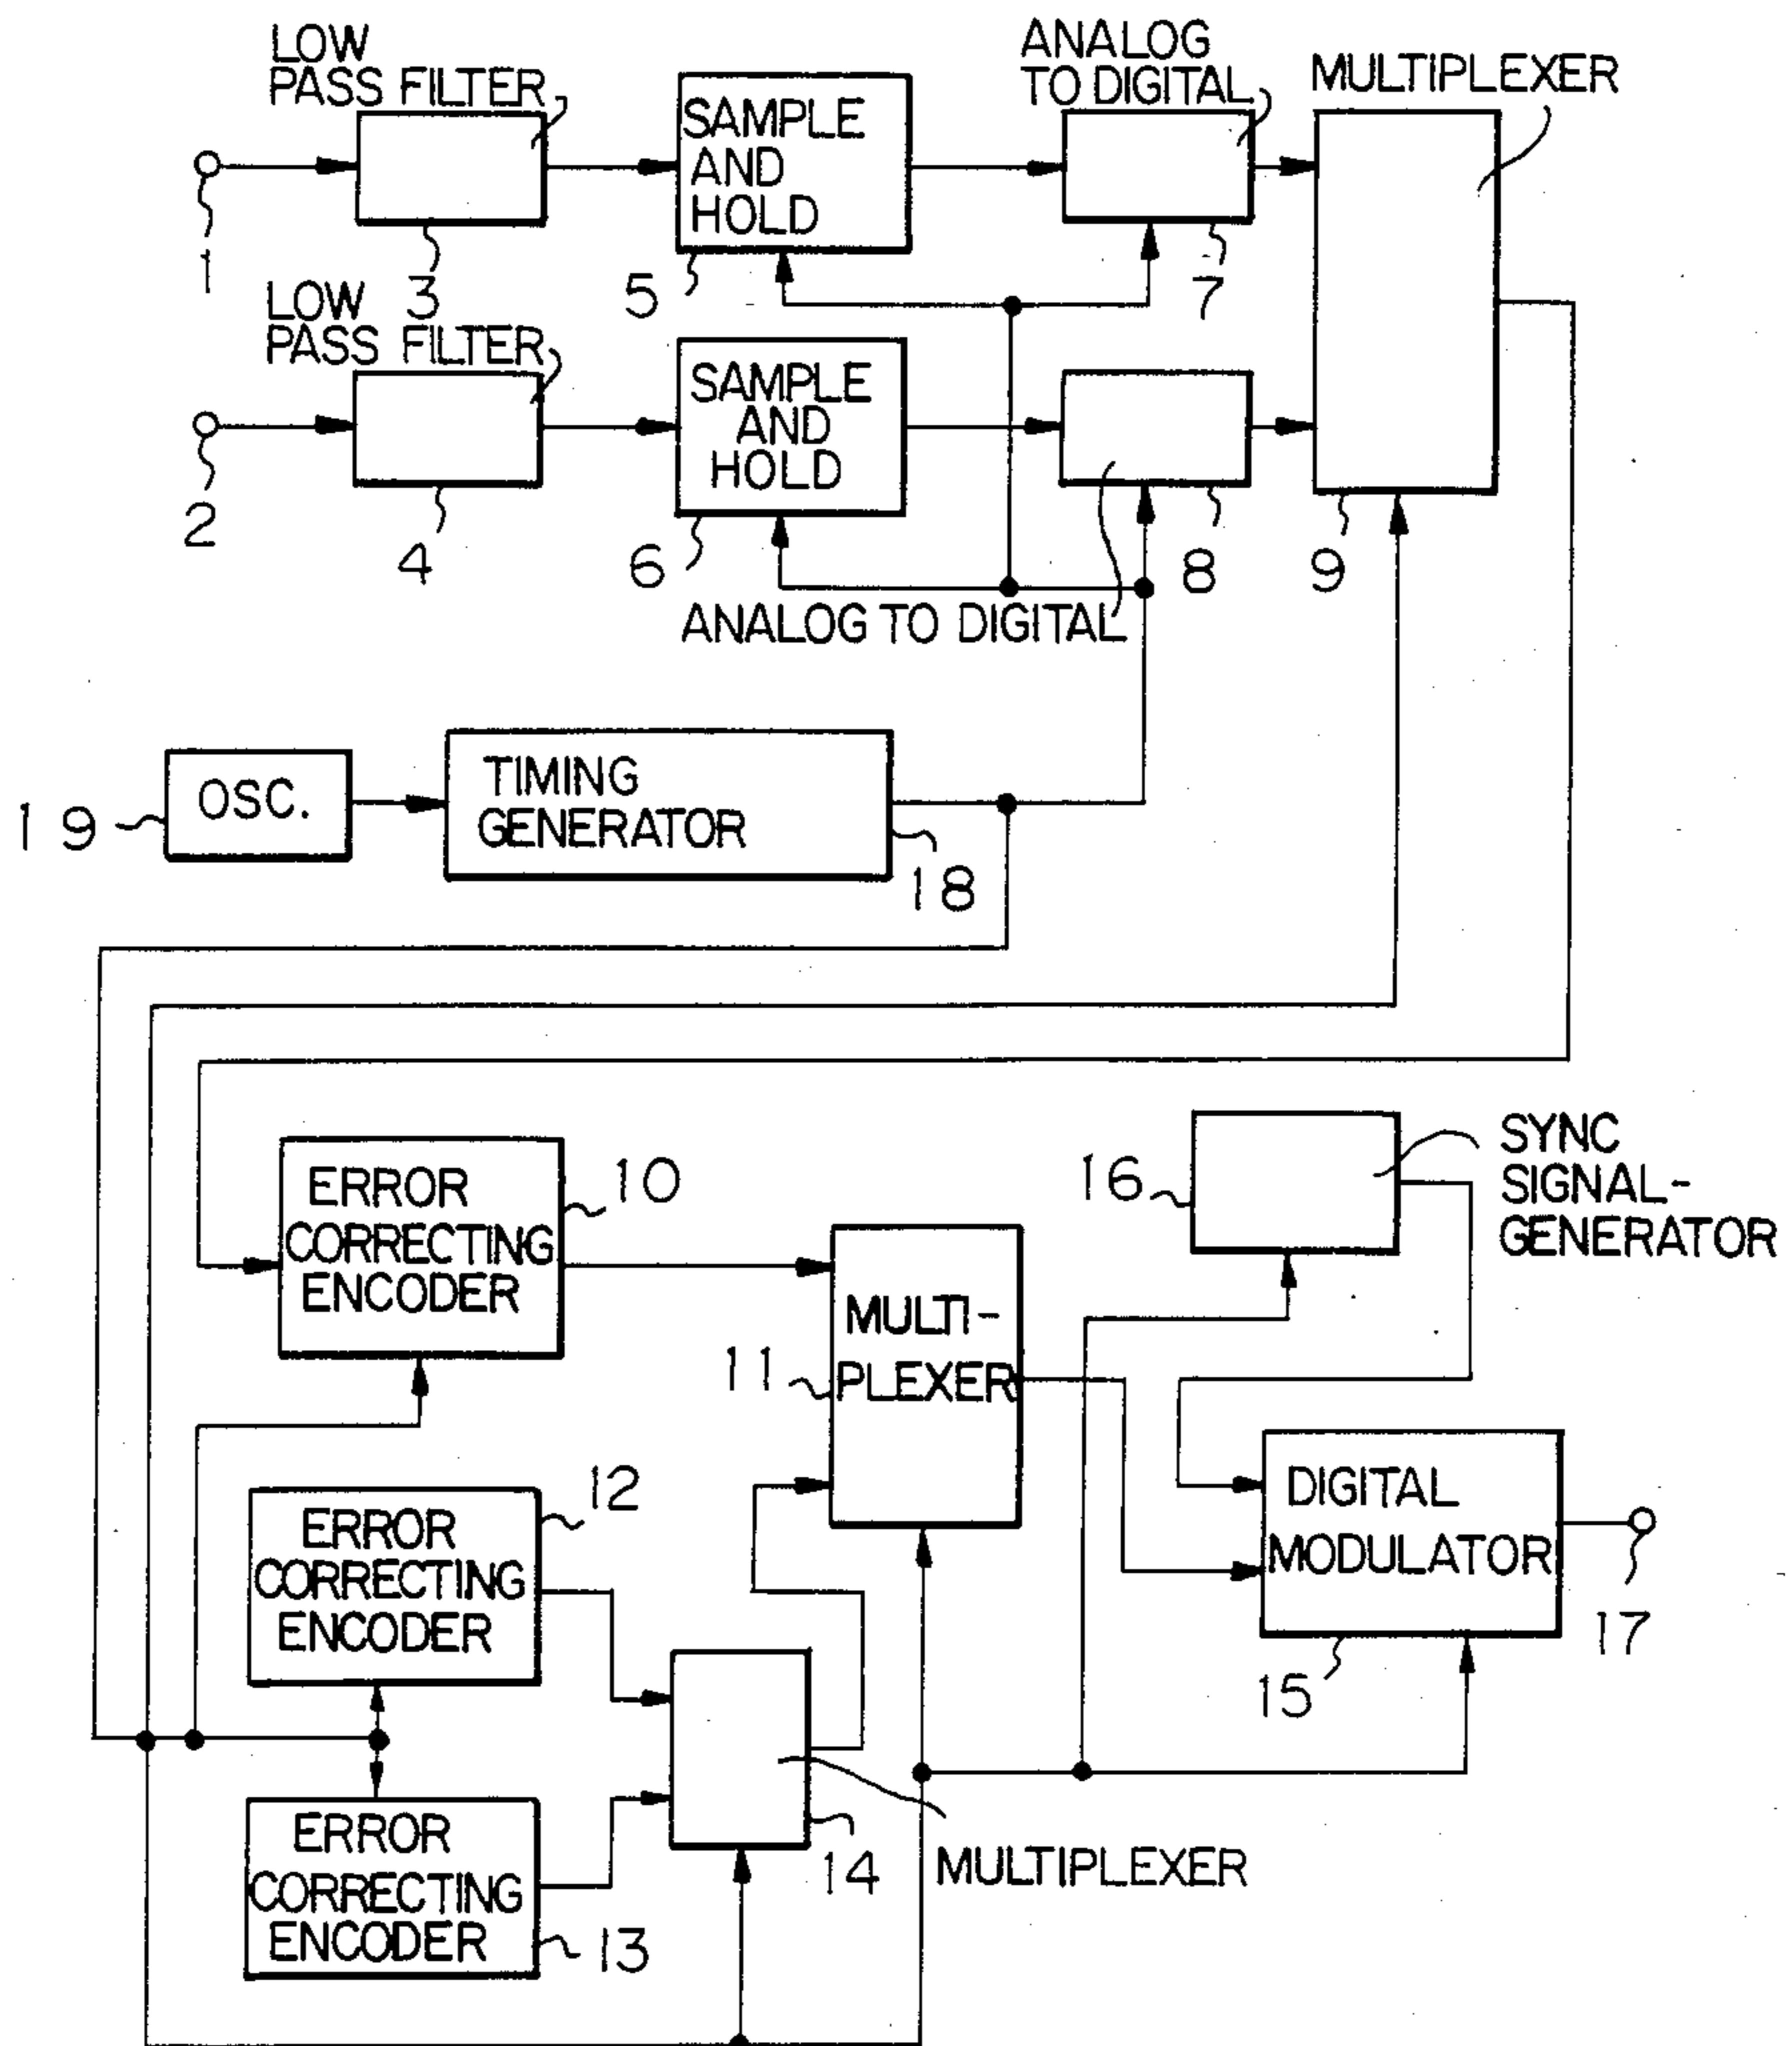 LOW
PASS FILTER
ANALOG
TO DIGITAL
MULTIPLEXER
SAMPLE
AND
HOLD
1
3
5
7
LOW
PASS FILTER
SAMPLE
AND
HOLD
2
4
6
8
9
ANALOG TO DIGITAL
OSC.
19
TIMING
GENERATOR
18
ERROR
CORRECTING
ENCODER
10
16
SYNC
SIGNAL-
GENERATOR
MULTI-
PLEXER
11
ERROR
CORRECTING
ENCODER
12
DIGITAL
MODULATOR
15
17
ERROR
CORRECTING
ENCODER
13
14
MULTIPLEXER